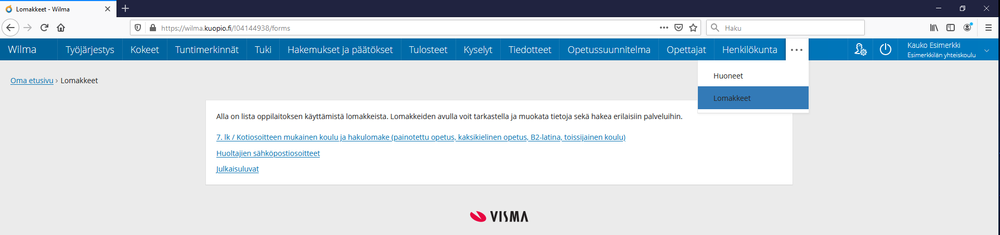 Lomakkeet - Wilma
https://wilma.kuopio.fi/!04144938/forms
Haku
Wilma Työjärjestys Kokeet Tuntimerkinnät Tuki Hakemukset ja päätökset Tulosteet Kyselyt Tiedotteet Opetussuunnitelma Opettajat Henkilökunta
Kauko Esimerkki
Esimerkkilän yhteiskoulu
Huoneet
Lomakkeet
Oma etusivu › Lomakkeet
Alla on lista oppilaitoksen käyttämistä lomakkeista. Lomakkeiden avulla voit tarkastella ja muokata tietoja sekä hakea erilaisiin palveluihin.
7. lk / Kotiosoitteen mukainen koulu ja hakulomake (painotettu opetus, kaksikielinen opetus, B2-latina, toissijainen koulu)
Huoltajien sähköpostiosoitteet
Julkaisuluvat
VISMA